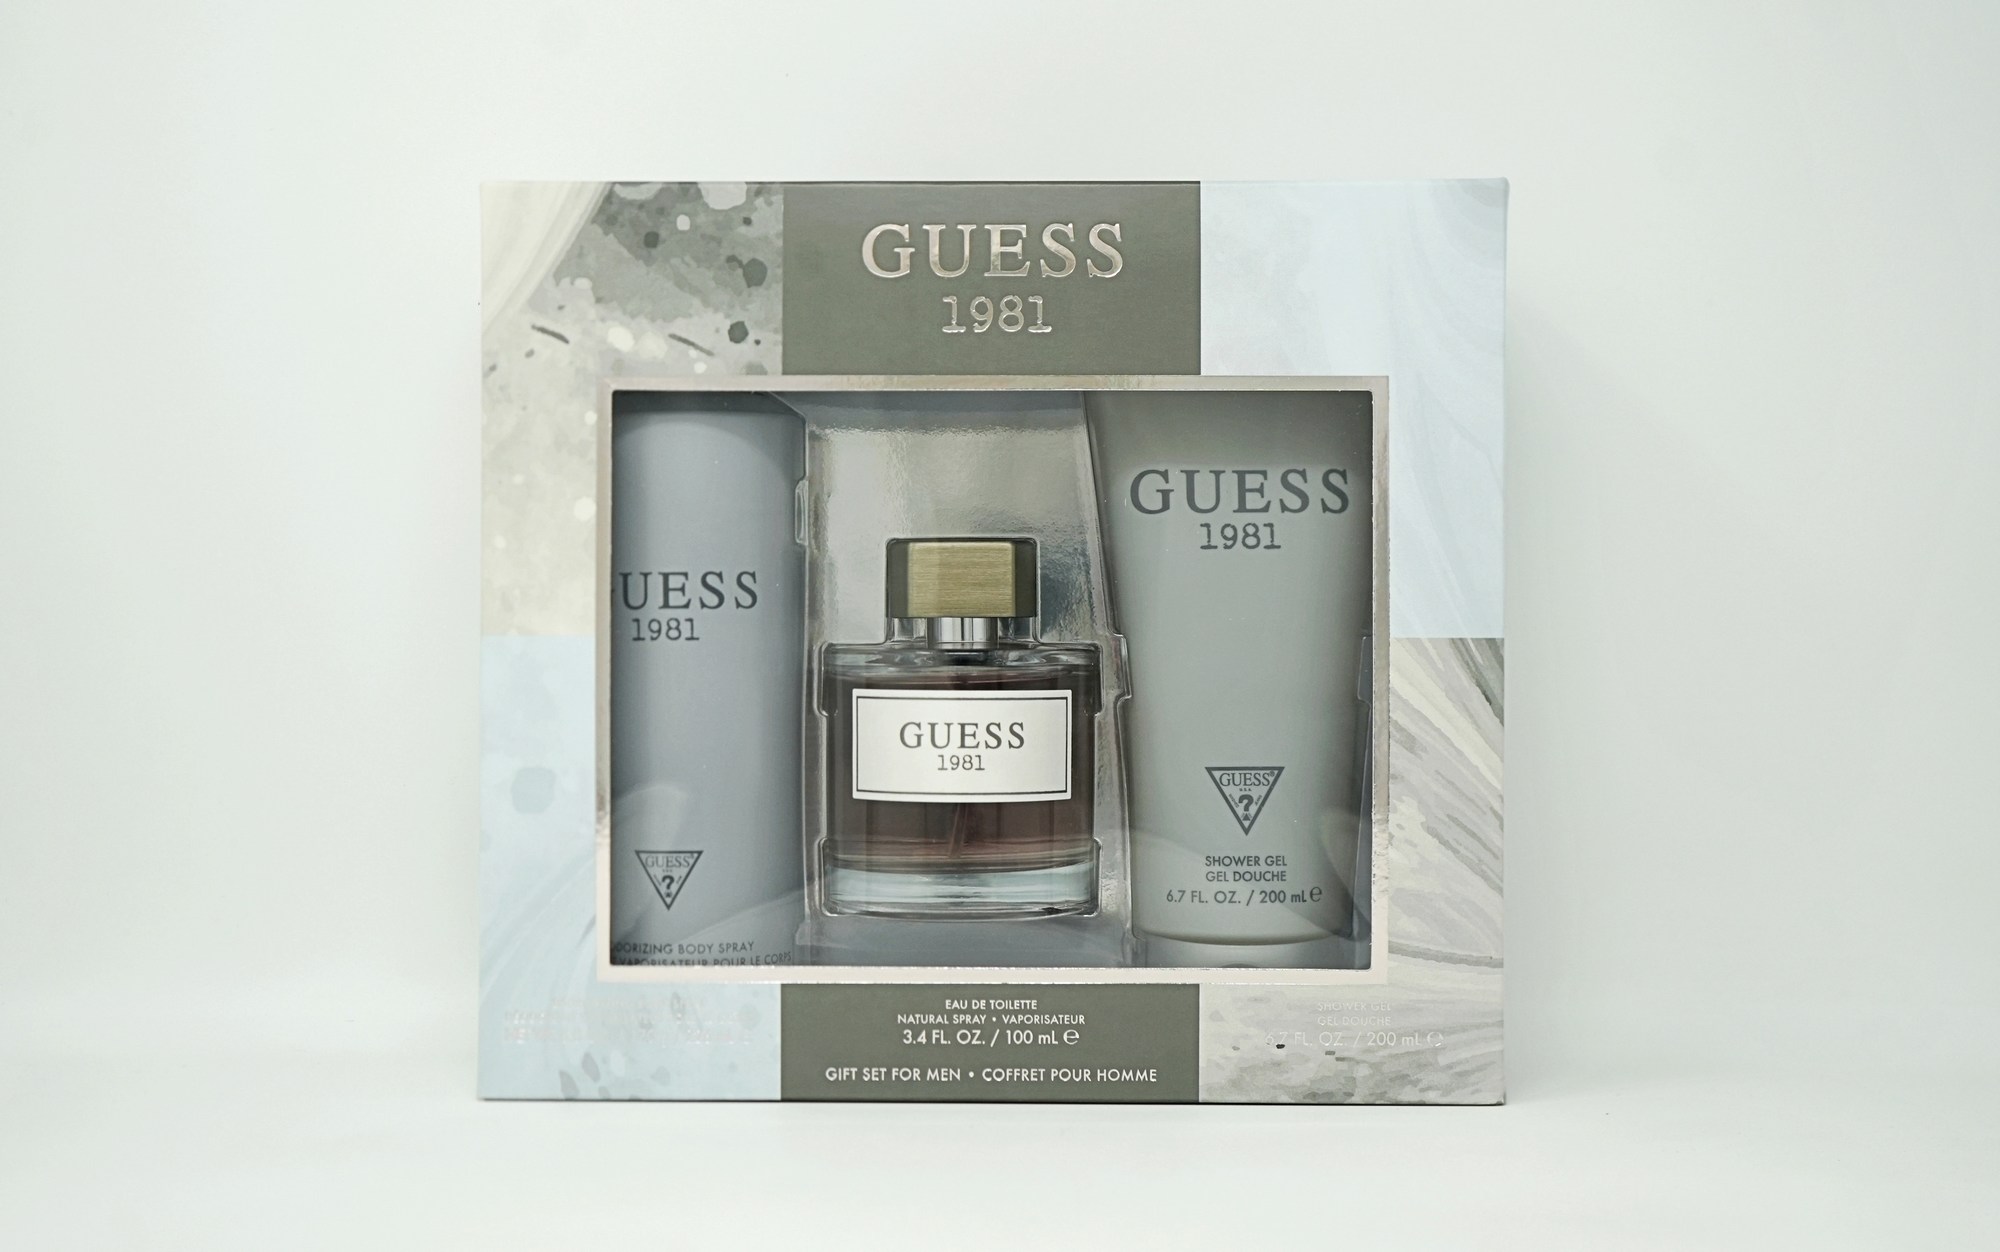 GUESS
1981
UESS
1981
GUESS
?
ORIZING BODY SPRAY
VAPORISATEUR POUR LE CORPS
GUESS
1981
GUESS
1981
GUESS
?
SHOWER GEL
GEL DOUCHE
6.7 FL. OZ. / 200 mL ℮
EAU DE TOILETTE
NATURAL SPRAY • VAPORISATEUR
3.4 FL. OZ. / 100 mL ℮
GIFT SET FOR MEN • COFFRET POUR HOMME
SHOWER GEL
GEL DOUCHE
6.7 FL. OZ. / 200 mL ℮